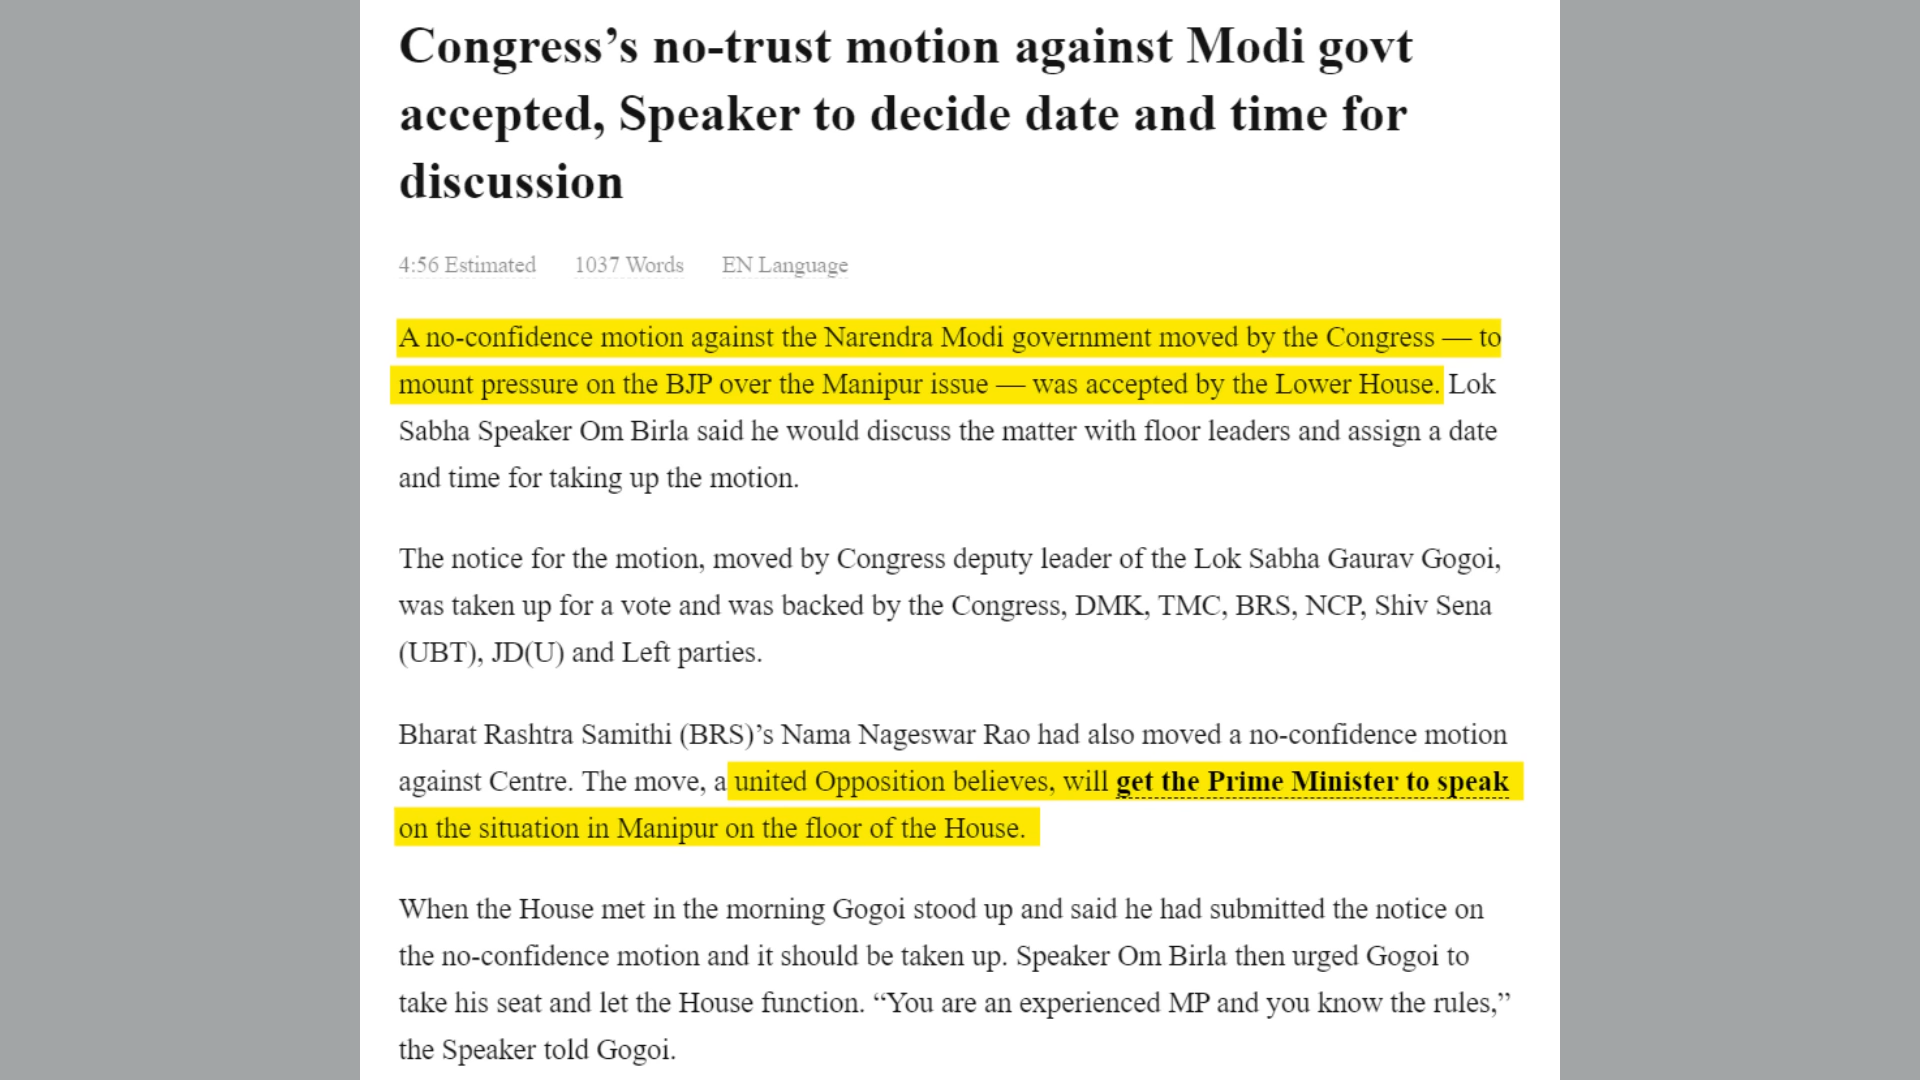 Congress’s no-trust motion against Modi govt
accepted, Speaker to decide date and time for
discussion
4:56 Estimated 1037 Words EN Language
A no-confidence motion against the Narendra Modi government moved by the Congress — to
mount pressure on the BJP over the Manipur issue — was accepted by the Lower House. Lok
Sabha Speaker Om Birla said he would discuss the matter with floor leaders and assign a date
and time for taking up the motion.
The notice for the motion, moved by Congress deputy leader of the Lok Sabha Gaurav Gogoi,
was taken up for a vote and was backed by the Congress, DMK, TMC, BRS, NCP, Shiv Sena
(UBT), JD(U) and Left parties.
Bharat Rashtra Samithi (BRS)’s Nama Nageswar Rao had also moved a no-confidence motion
against Centre. The move, a united Opposition believes, will get the Prime Minister to speak
on the situation in Manipur on the floor of the House.
When the House met in the morning Gogoi stood up and said he had submitted the notice on
the no-confidence motion and it should be taken up. Speaker Om Birla then urged Gogoi to
take his seat and let the House function. “You are an experienced MP and you know the rules,”
the Speaker told Gogoi.